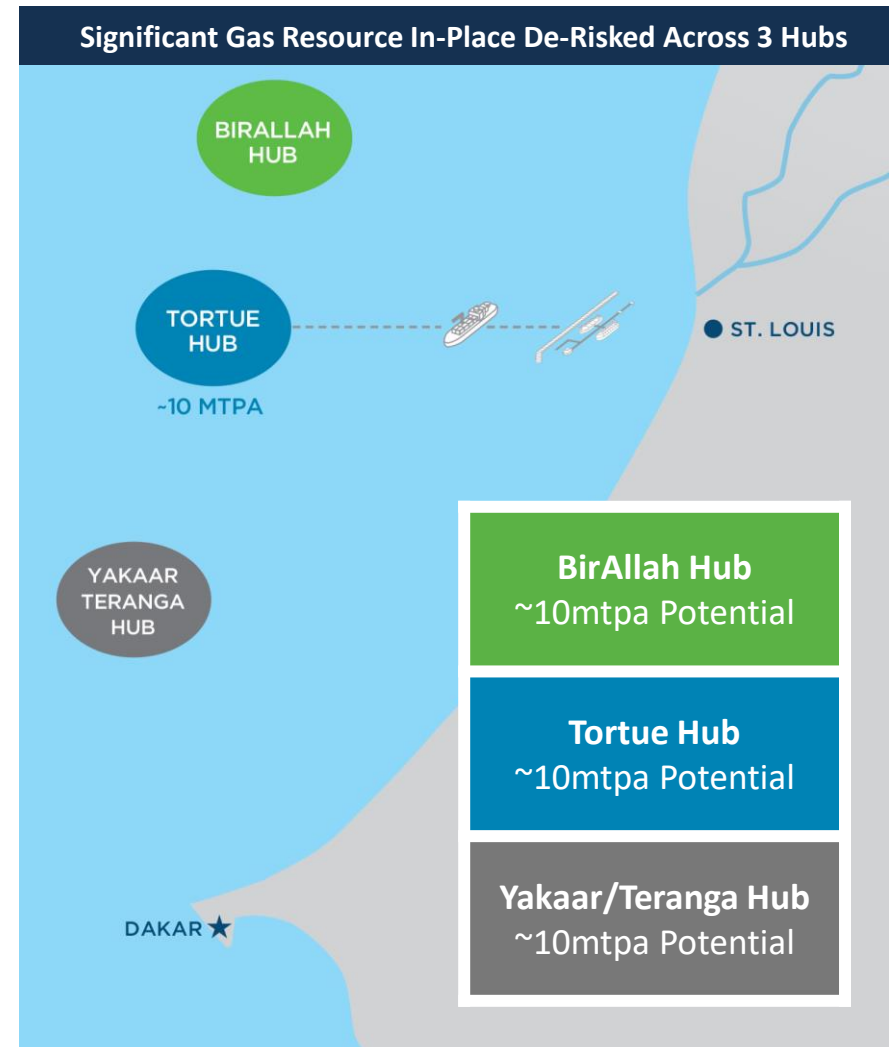 Significant Gas Resource In-Place De-Risked Across 3 Hubs
BIRALLAH
HUB
TORTUE
HUB
~10 MTPA
ST. LOUIS
YAKAAR
TERANGA
HUB
DAKAR
BirAllah Hub
~10mtpa Potential
Tortue Hub
~10mtpa Potential
Yakaar/Teranga Hub
~10mtpa Potential